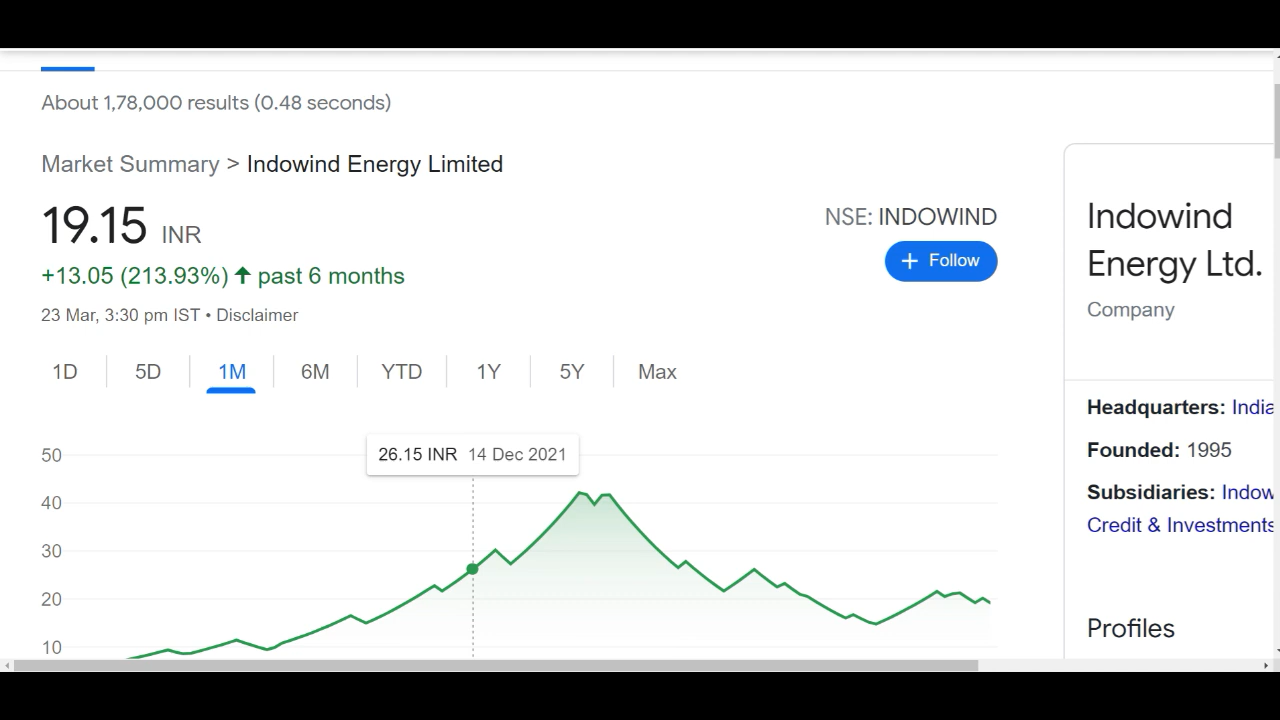 About 1,78,000 results (0.48 seconds)
Market Summary > Indowind Energy Limited
19.15 INR
NSE: INDOWIND
+13.05 (213.93%) ↑ past 6 months
+ Follow
23 Mar, 3:30 pm IST • Disclaimer
1D 5D 1M 6M YTD 1Y 5Y Max
26.15 INR 14 Dec 2021
50
40
30
20
10
Indowind
Energy Ltd.
Company
Headquarters: India
Founded: 1995
Subsidiaries: Indow
Credit & Investments
Profiles